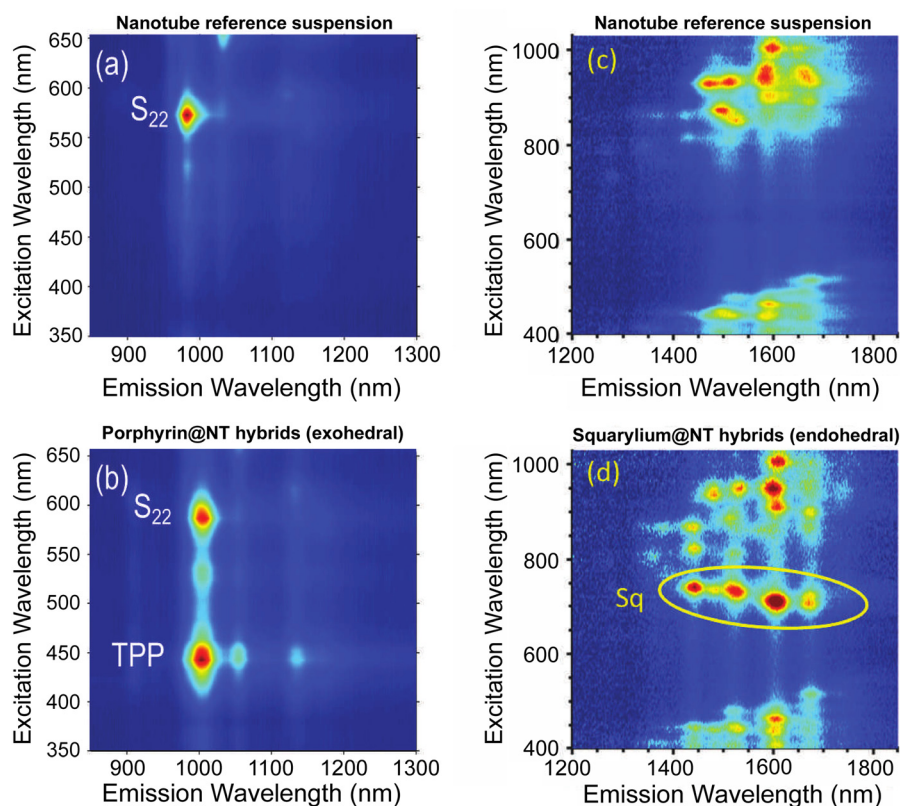 Nanotube reference suspension
(a)
S22
Excitation Wavelength (nm)
650
600
550
500
450
400
350
900 1000 1100 1200 1300
Emission Wavelength (nm)
Nanotube reference suspension
(c)
Excitation Wavelength (nm)
1000
800
600
400
1200 1400 1600 1800
Emission Wavelength (nm)
Porphyrin@NT hybrids (exohedral)
(b)
S22
TPP
Excitation Wavelength (nm)
650
600
550
500
450
400
350
900 1000 1100 1200 1300
Emission Wavelength (nm)
Squarylium@NT hybrids (endohedral)
(d)
Sq
Excitation Wavelength (nm)
1000
800
600
400
1200 1400 1600 1800
Emission Wavelength (nm)